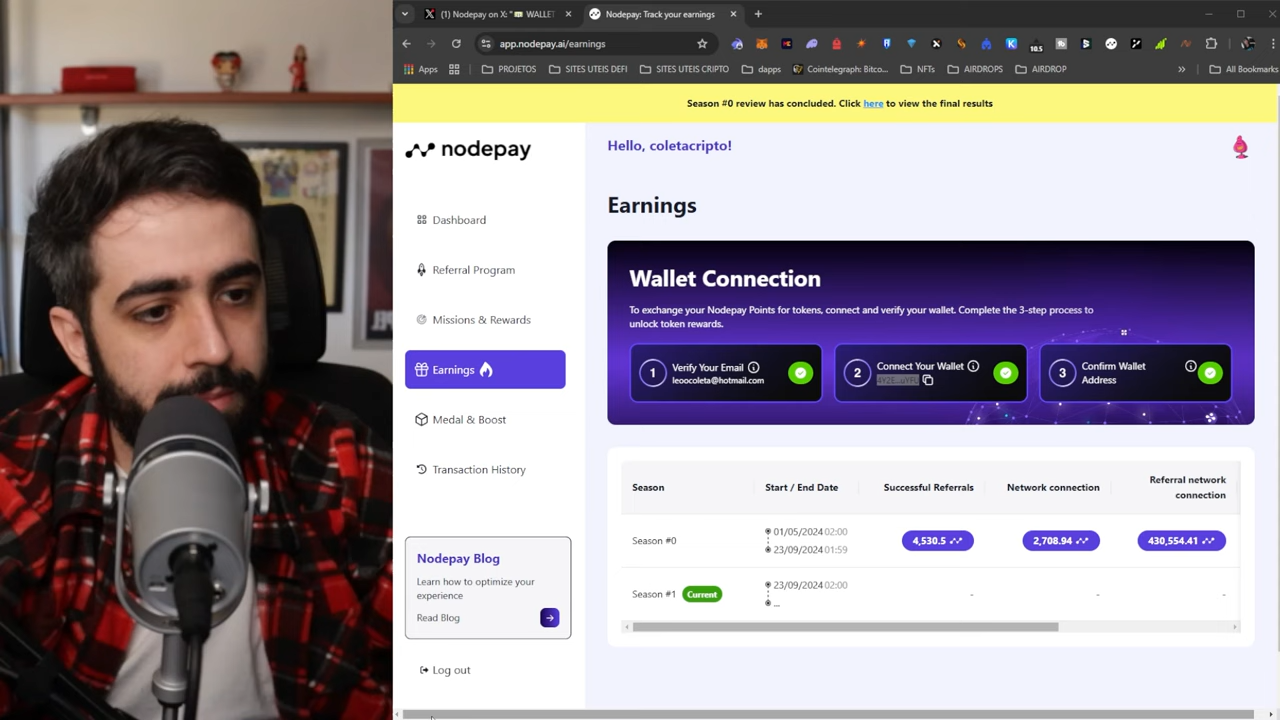 (1) Nodepay on X: " WALLET
Nodepay: Track your earnings
app.nodepay.ai/earnings
10.5
Apps
PROJETOS
SITES UTEIS DEFI
SITES UTEIS CRIPTO
dapps
Cointelegraph: Bitco...
NFTs
AIRDROPS
AIRDROP
»
All Bookmarks
Season #0 review has concluded. Click here to view the final results
nodepay
Hello, coletacripto!
Dashboard
Referral Program
Missions & Rewards
Earnings
Medal & Boost
Transaction History
Nodepay Blog
Learn how to optimize your
experience
Read Blog
Log out
Earnings
Wallet Connection
To exchange your Nodepay Points for tokens, connect and verify your wallet. Complete the 3-step process to
unlock token rewards.
1 Verify Your Email
leoocoleta@hotmail.com
2 Connect Your Wallet
3 Confirm Wallet
Address
Season Start / End Date Successful Referrals Network connection Referral network
connection
Season #0 01/05/2024 02:00
23/09/2024 01:59
4,530.5 2,708.94 430,554.41
Season #1 Current 23/09/2024 02:00 - - -
...